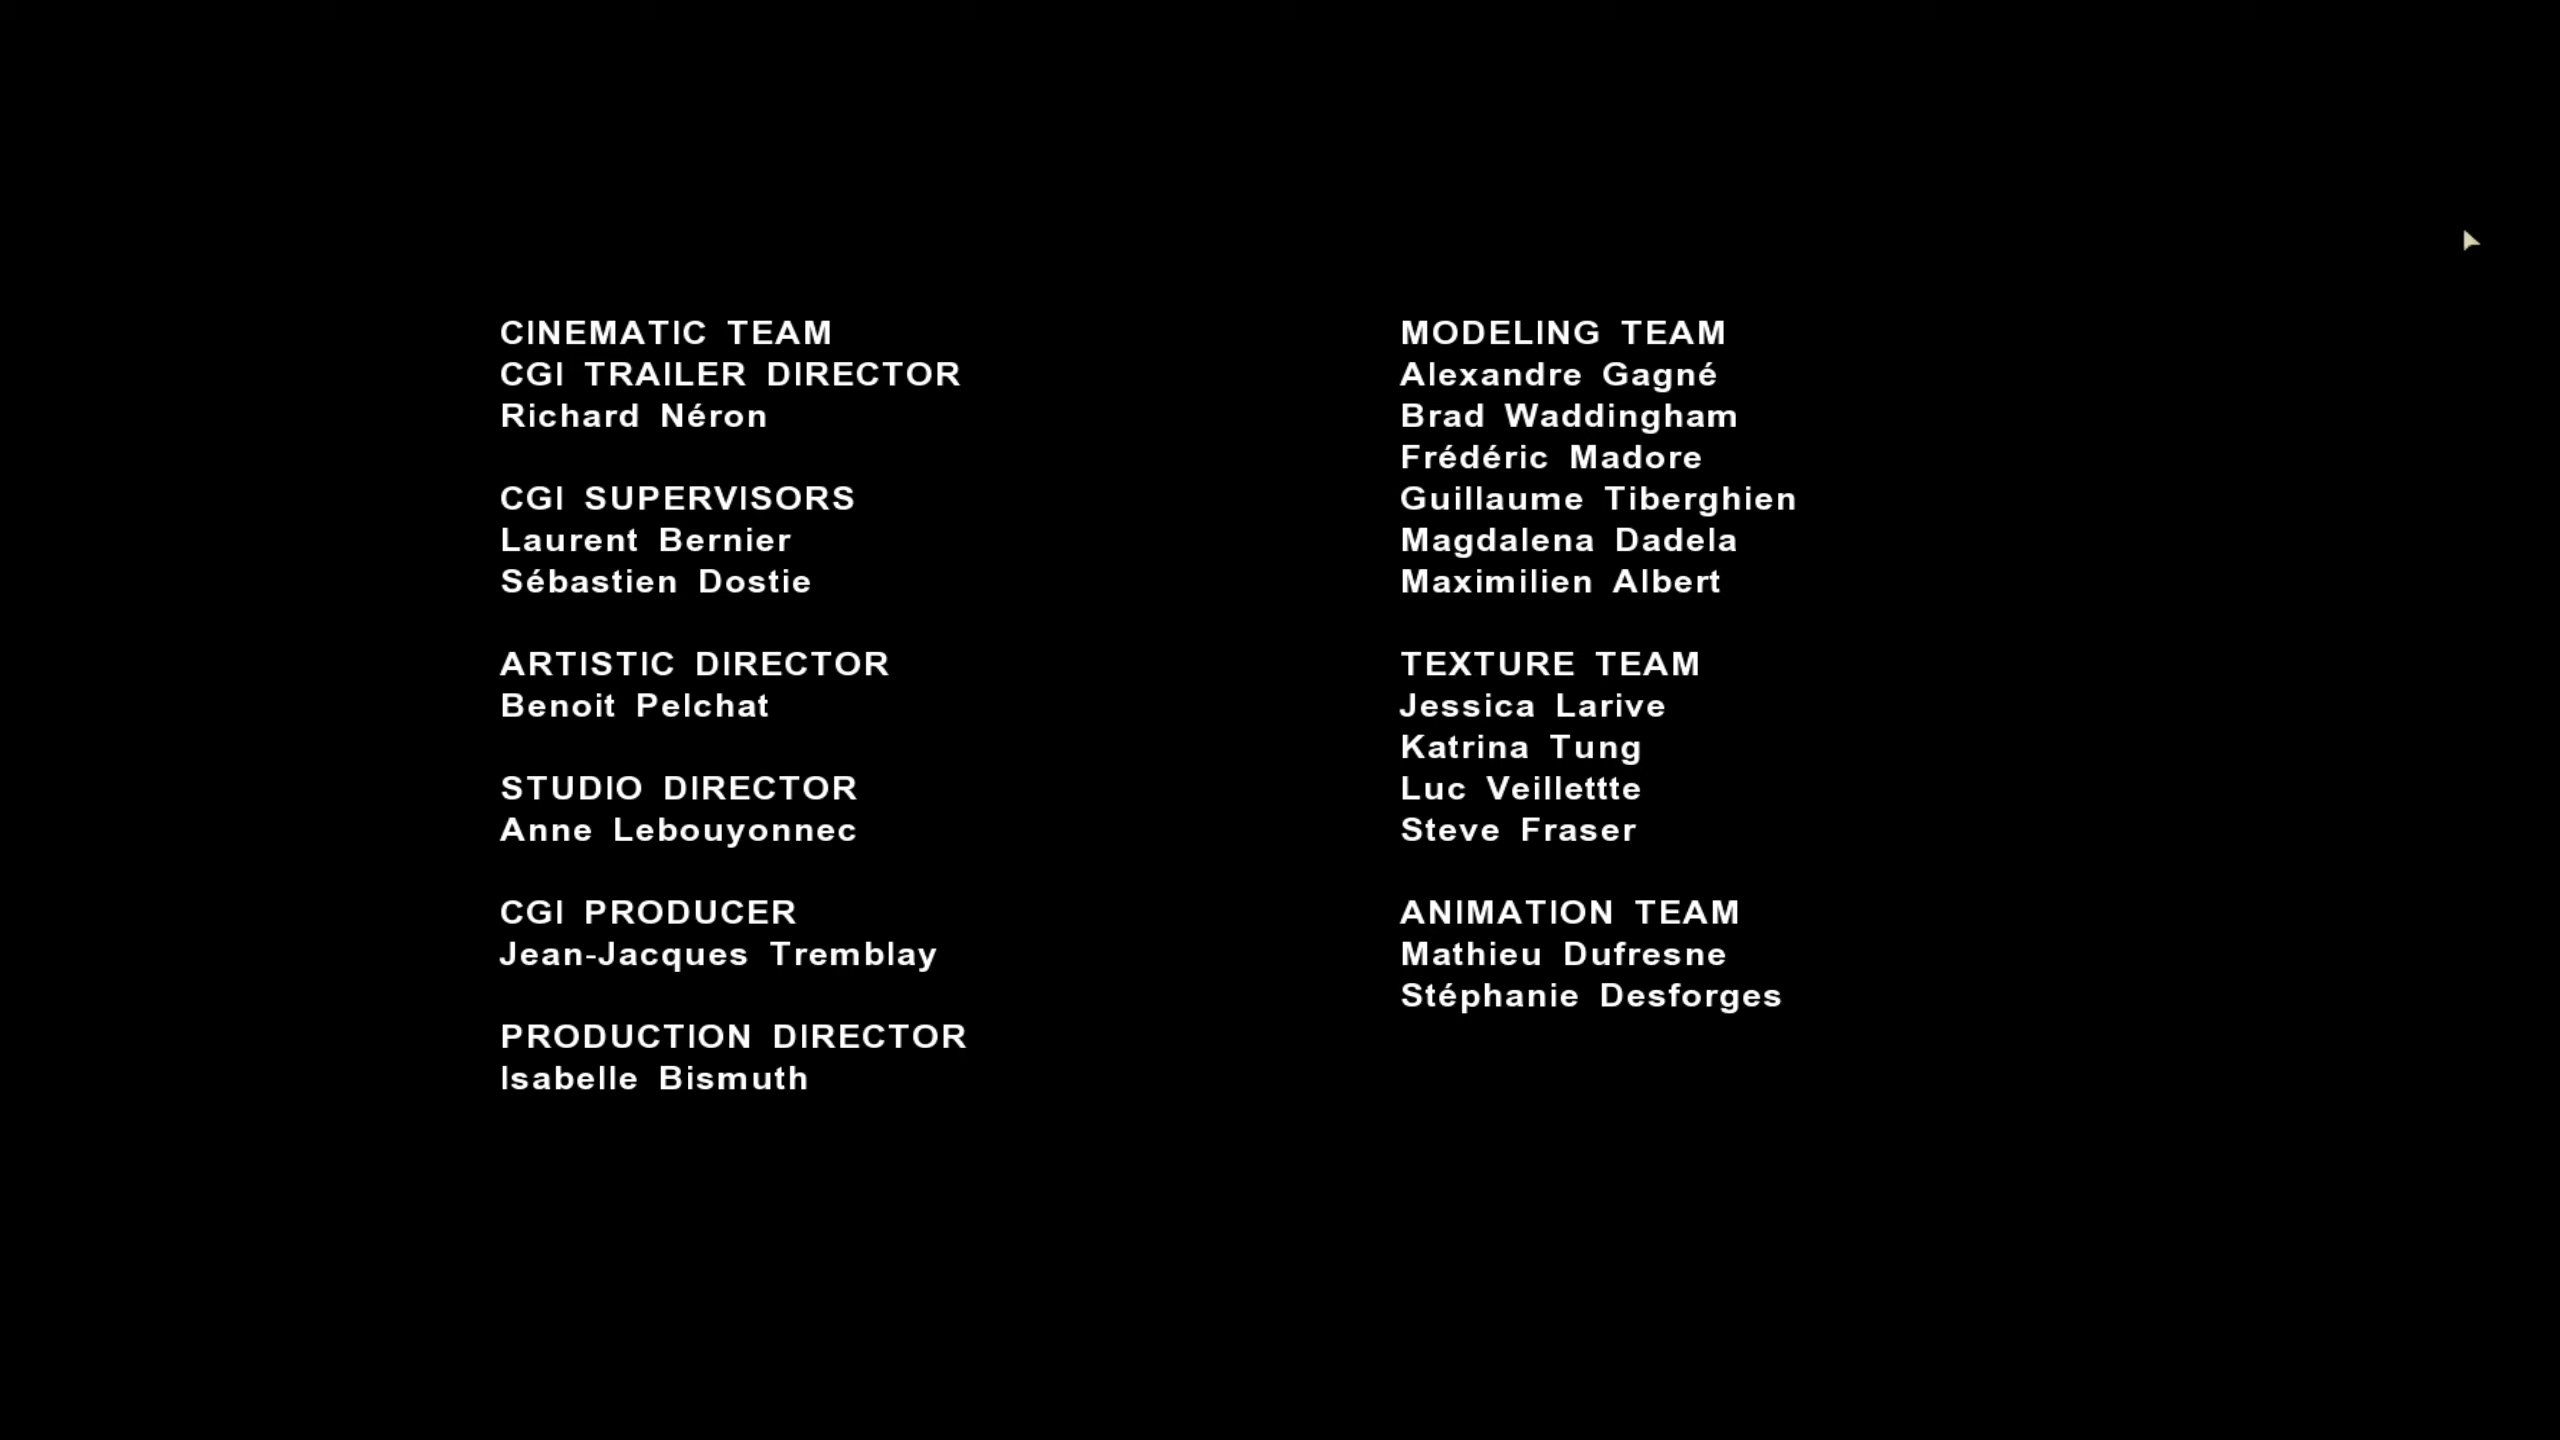 CINEMATIC TEAM
CGI TRAILER DIRECTOR
Richard Néron
CGI SUPERVISORS
Laurent Bernier
Sébastien Dostie
ARTISTIC DIRECTOR
Benoit Pelchat
STUDIO DIRECTOR
Anne Lebouyonnec
CGI PRODUCER
Jean-Jacques Tremblay
PRODUCTION DIRECTOR
Isabelle Bismuth
MODELING TEAM
Alexandre Gagné
Brad Waddingham
Frédéric Madore
Guillaume Tiberghien
Magdalena Dadela
Maximilien Albert
TEXTURE TEAM
Jessica Larive
Katrina Tung
Luc Veillettte
Steve Fraser
ANIMATION TEAM
Mathieu Dufresne
Stéphanie Desforges